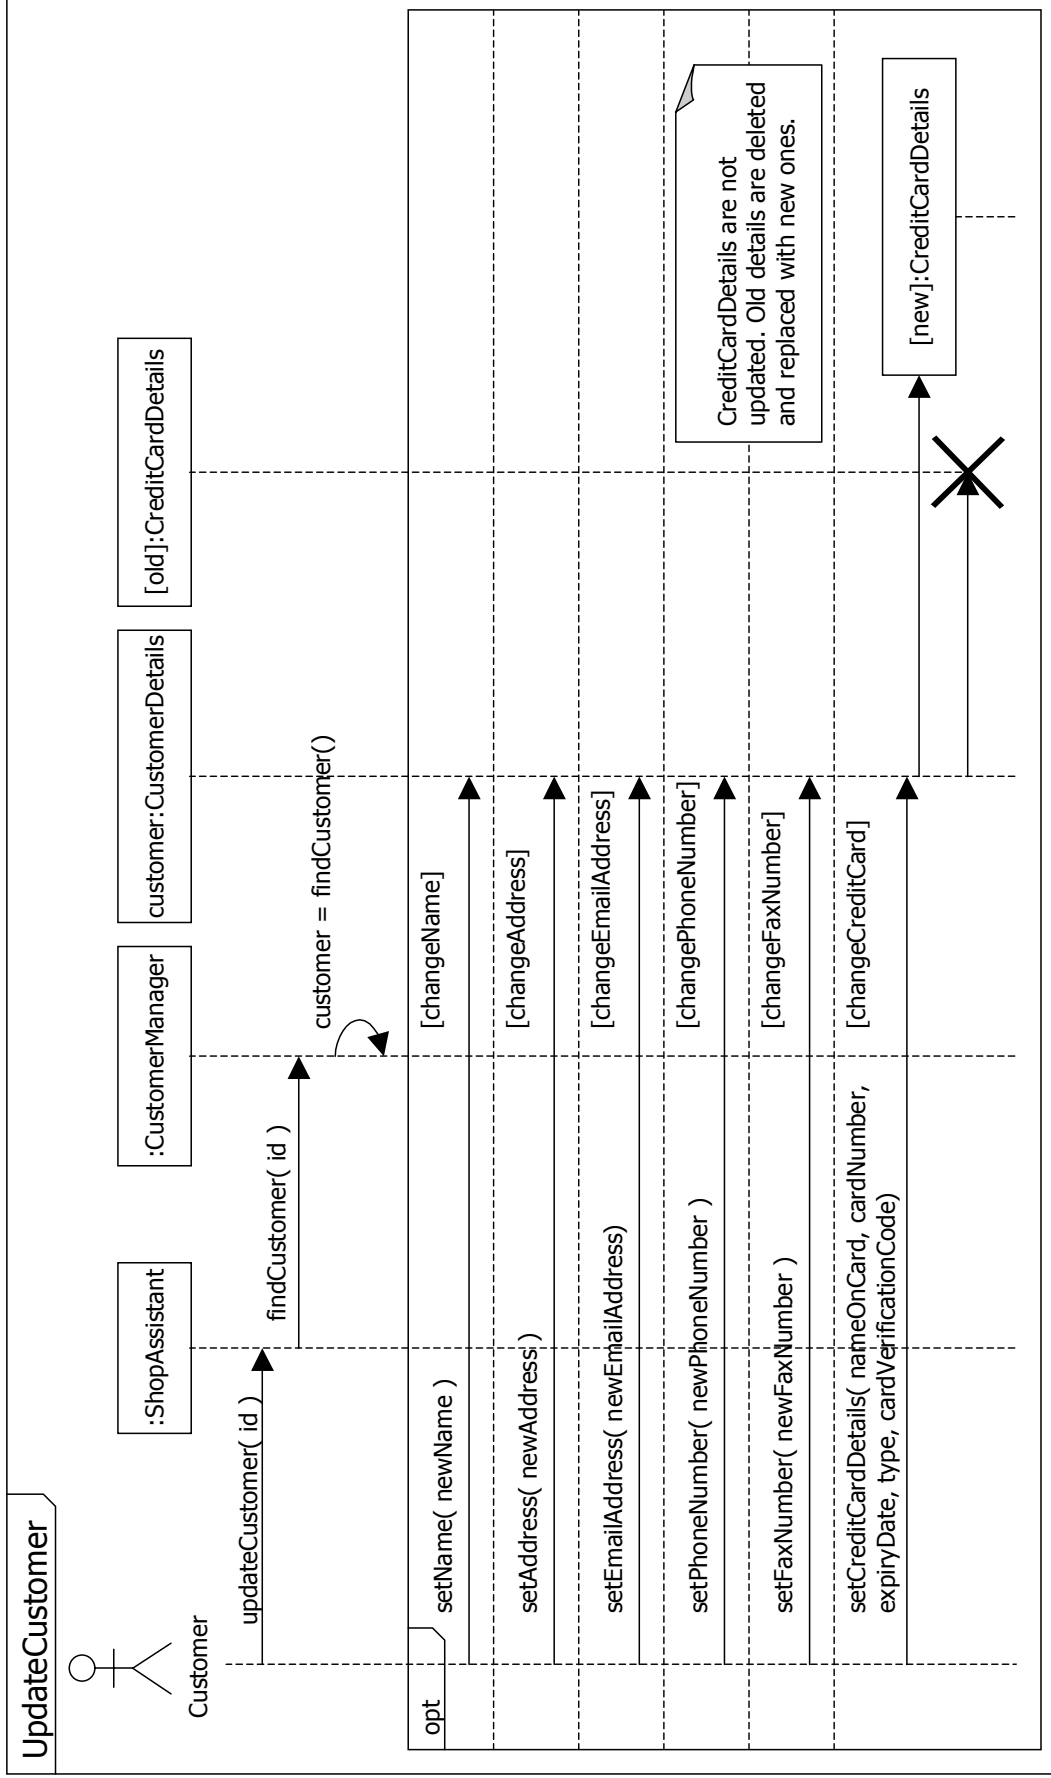 UpdateCustomer
Customer
:ShopAssistant
:CustomerManager
customer:CustomerDetails
[old]:CreditCardDetails
updateCustomer( id )
findCustomer( id )
customer = findCustomer()
opt
setName( newName )
[changeName]
setAddress( newAddress )
[changeAddress]
setEmailAddress( newEmailAddress)
[changeEmailAddress]
setPhoneNumber( newPhoneNumber )
[changePhoneNumber]
setFaxNumber( newFaxNumber )
[changeFaxNumber]
setCreditCardDetails( nameOnCard, cardNumber,
expiryDate, type, cardVerificationCode)
[changeCreditCard]
CreditCardDetails are not
updated. Old details are deleted
and replaced with new ones.
[new]:CreditCardDetails